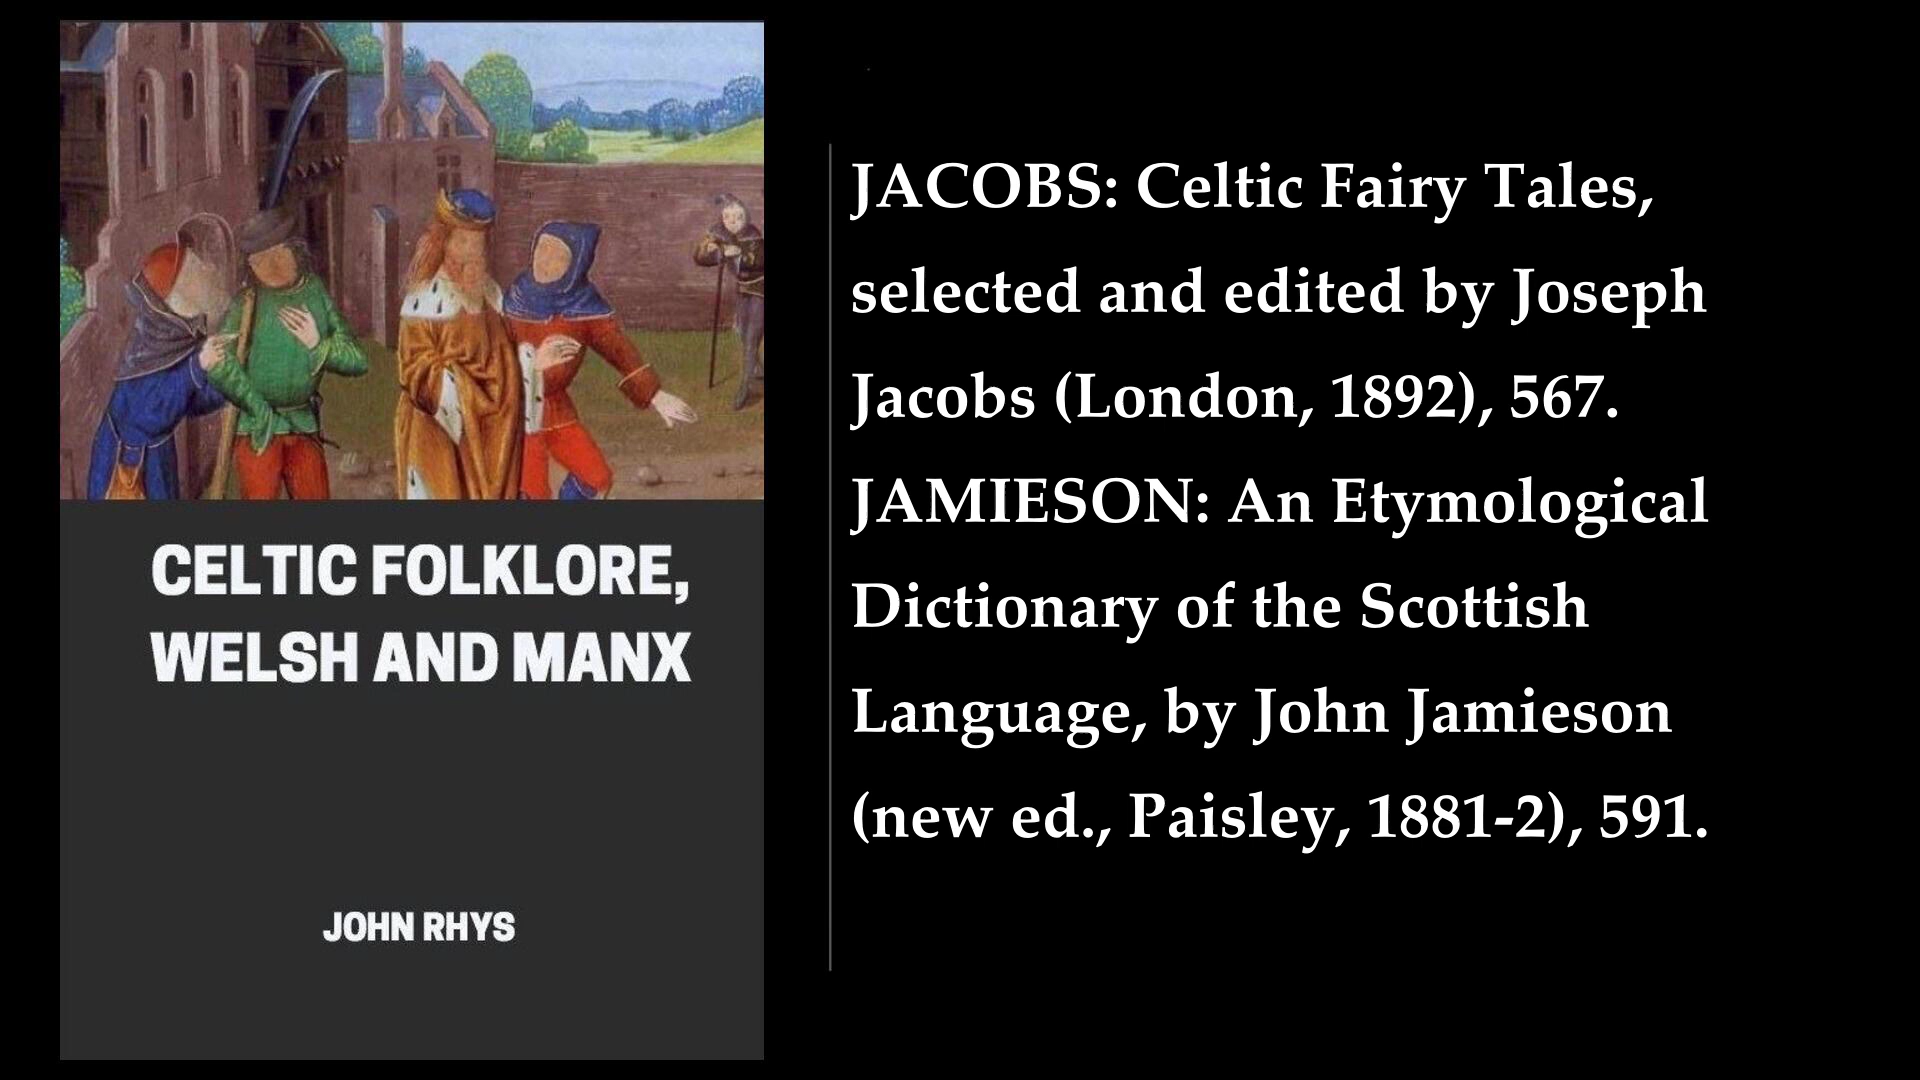 CELTIC FOLKLORE,
WELSH AND MANX
JOHN RHYS
JACOBS: Celtic Fairy Tales,
selected and edited by Joseph
Jacobs (London, 1892), 567.
JAMIESON: An Etymological
Dictionary of the Scottish
Language, by John Jamieson
(new ed., Paisley, 1881-2), 591.